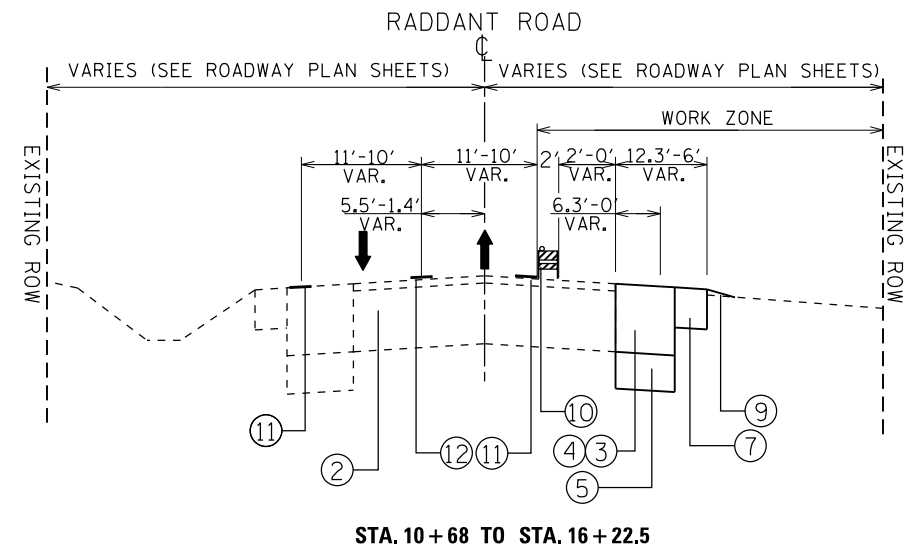 RADDANT ROAD
℄
VARIES (SEE ROADWAY PLAN SHEETS)
VARIES (SEE ROADWAY PLAN SHEETS)
WORK ZONE
EXISTING ROW
EXISTING ROW
11'-10'
VAR.
11'-10'
VAR.
2'
2'-0'
VAR.
12.3'-6'
VAR.
5.5'-1.4'
VAR.
6.3'-0'
VAR.
11
2
12
11
10
4
3
5
7
9
STA. 10+68 TO STA. 16+22.5